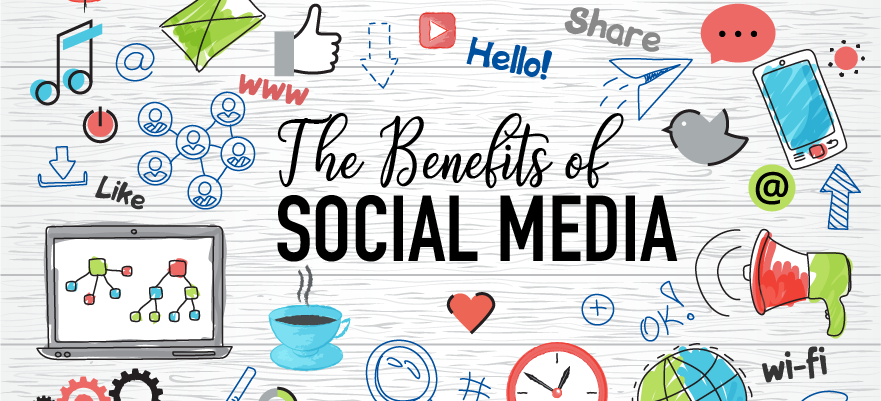 Share
Hello!
www
The Benefits of
SOCIAL MEDIA
Like
@
@
OK!
wi-fi
#